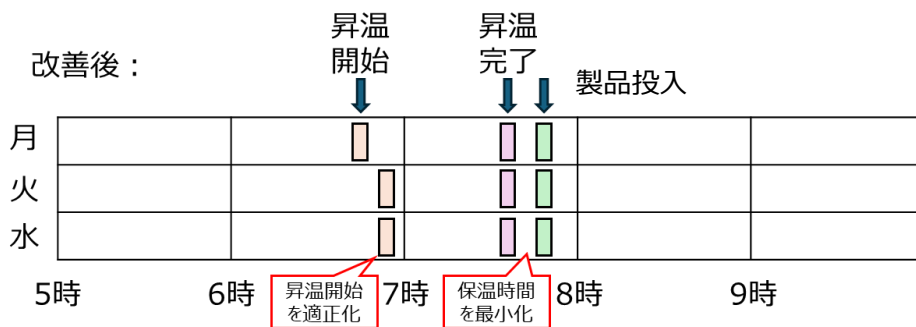 改善後：
昇温
開始
昇温
完了
製品投入
月
火
水
5時
6時
7時
8時
9時
昇温開始
を適正化
保温時間
を最小化